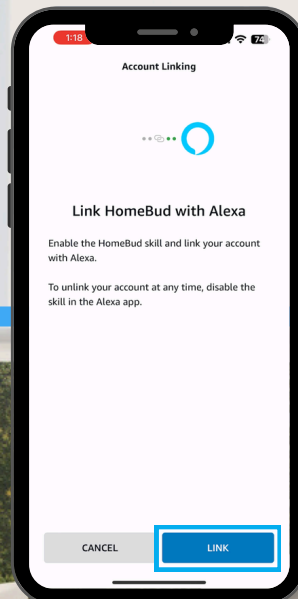 1:18
74
Account Linking
Link HomeBud with Alexa
Enable the HomeBud skill and link your account
with Alexa.
To unlink your account at any time, disable the
skill in the Alexa app.
CANCEL
LINK